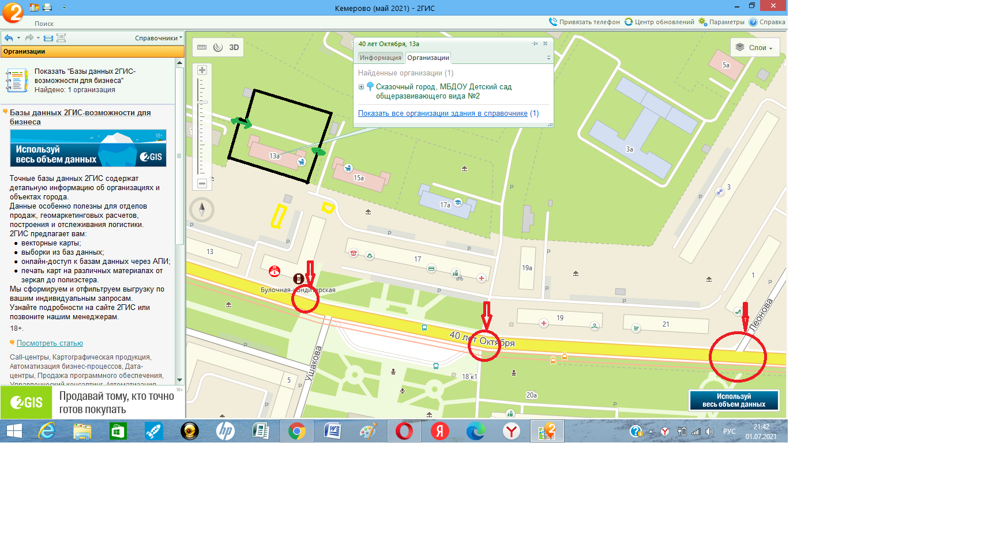 Кемерово (май 2021) - 2ГИС
Поиск
Привязать телефон
Центр обновлений
Параметры
Справка
Справочники
Организации
Показать "Базы данных 2ГИС-
возможности для бизнеса"
Найдено: 1 организация
Базы данных 2ГИС-возможности для
бизнеса
18+
Используй
весь объем данных
2GIS
Точные базы данных 2ГИС содержат
детальную информацию об организациях и
объектах города.
Данные особенно полезны для отделов
продаж, геомаркетинговых расчетов,
построения и отслеживания логистики.
2ГИС предлагает вам:
● векторные карты;
● выборки из баз данных;
● онлайн-доступ к базам данных через АПИ;
● печать карт на различных материалах от
зеркал до полиэстера.
Мы сформируем и отфильтруем выгрузку по
вашим индивидуальным запросам.
Узнайте подробности на сайте 2ГИС или
позвоните нашим менеджерам.
18+.
Посмотреть статью
Call-центры, Картографическая продукция,
Автоматизация бизнес-процессов, Дата-
центры, Продажа программного обеспечения,
Управленческий консалтинг, Автоматизация
2GIS
Продавай тому, кто точно
готов покупать
18+
3D
40 лет Октября, 13а
Информация
Организации
Найденные организации (1)
Сказочный город, МБДОУ Детский сад
общеразвивающего вида №2
Показать все организации здания в справочнике (1)
Слои
5а
3а
3
13а
15а
17а
P
P
P
P
P
P
P
13
17
19а
1
P
P
P
P
P
Булочная-кондитерская
19
21
Леонова
40 лет Октября
Ушакова
5
P
P
18 к1
20а
P
Используй
весь объем данных
hp
РУС
21:42
01.07.2021